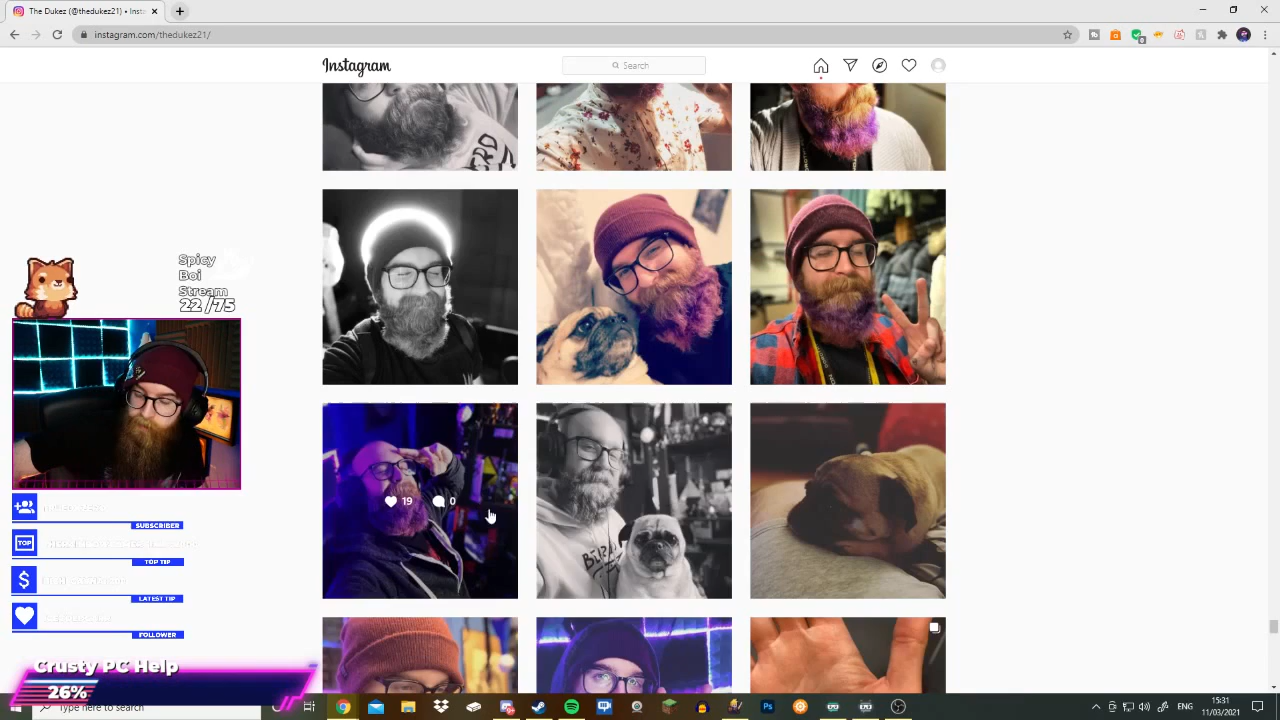 The Dukez (@thedukez21) • Insta
instagram.com/thedukez21/
Instagram
Search
Spicy
Boi
Stream
22 /75
19
0
SUBSCRIBER
TOP
TOP TIP
$
LATEST TIP
FOLLOWER
Crusty PC Help
26%
Type here to search
ENG
15:31
11/03/2021